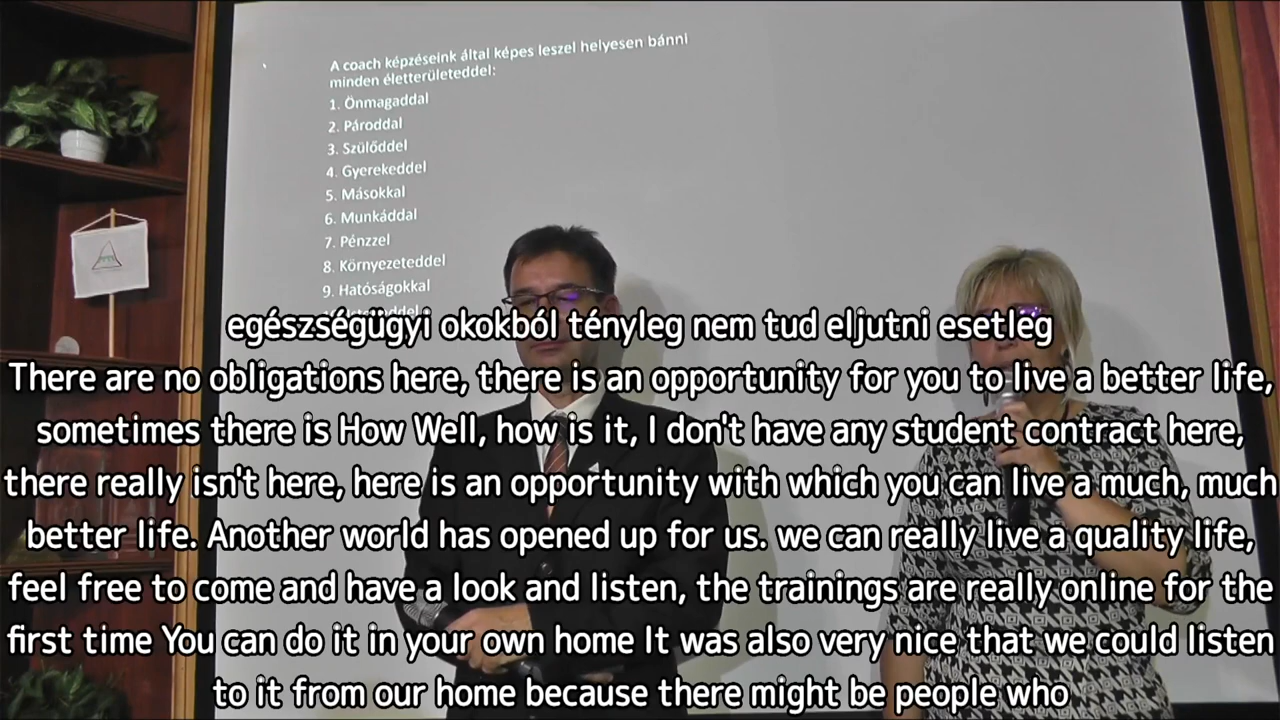 A coach képzéseink által képes leszel helyesen bánni
minden életterületeddel:
1. Önmagaddal
2. Pároddal
3. Szülőddel
4. Gyerekeddel
5. Másokkal
6. Munkáddal
7. Pénzzel
8. Környezeteddel
9. Hatóságokkal
egészségügyi okokból tényleg nem tud eljutni esetleg
There are no obligations here, there is an opportunity for you to live a better life,
sometimes there is How Well, how is it, I don't have any student contract here,
there really isn't here, here is an opportunity with which you can live a much, much
better life. Another world has opened up for us. we can really live a quality life,
feel free to come and have a look and listen, the trainings are really online for the
first time You can do it in your own home It was also very nice that we could listen
to it from our home because there might be people who